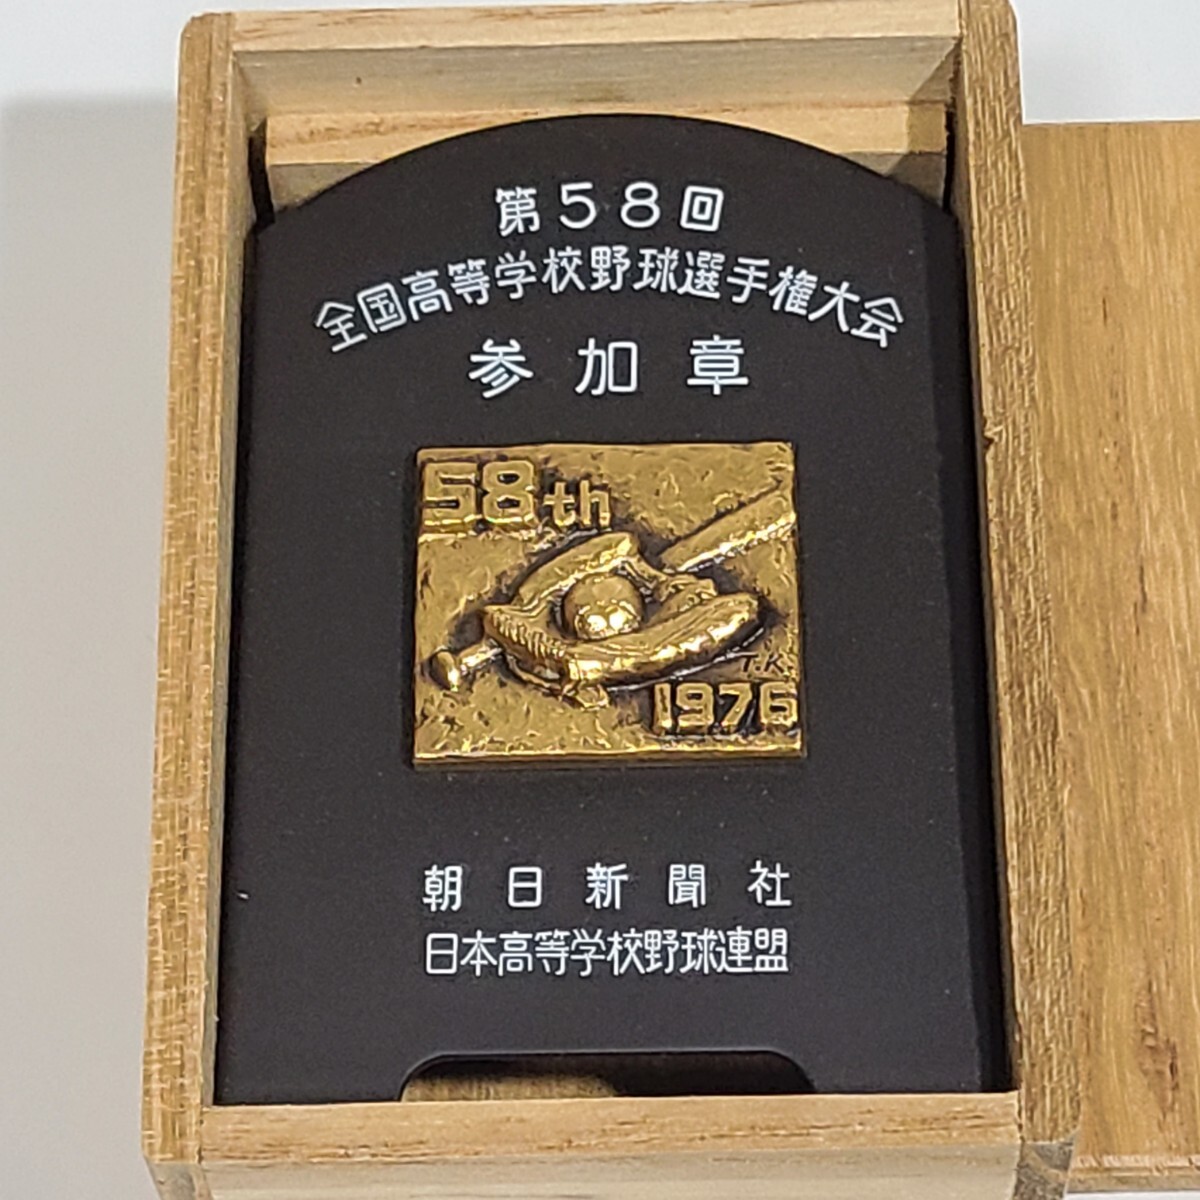 第58回
全国高等学校野球選手権大会
参加章
58th
T.K.
1976
朝日新聞社
日本高等学校野球連盟